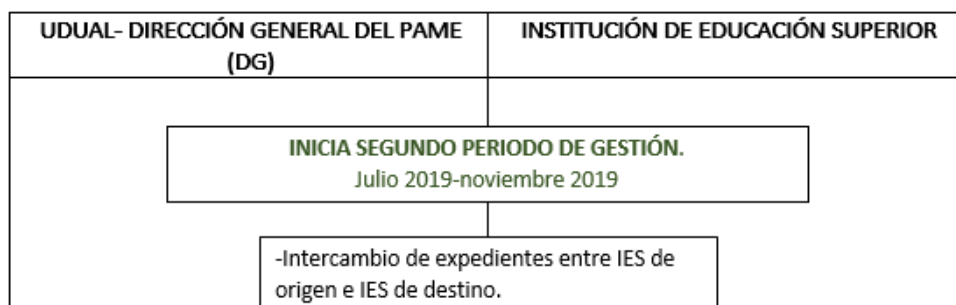 UDUAL- DIRECCIÓN GENERAL DEL PAME
(DG)
INSTITUCIÓN DE EDUCACIÓN SUPERIOR
INICIA SEGUNDO PERIODO DE GESTIÓN.
Julio 2019-noviembre 2019
-Intercambio de expedientes entre IES de
origen e IES de destino.